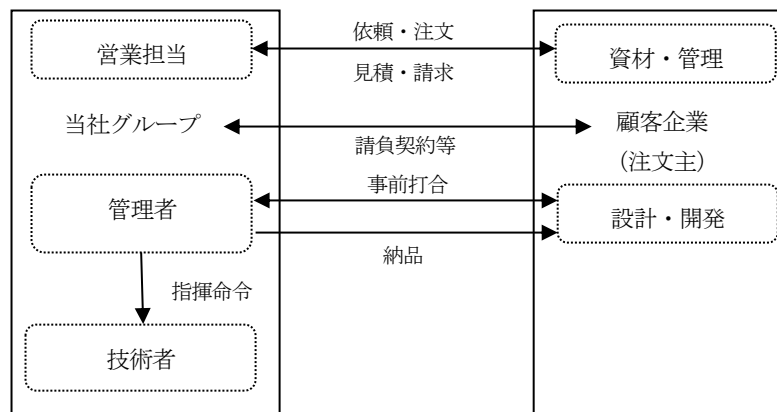 営業担当
依頼・注文
見積・請求
資材・管理
当社グループ
請負契約等
顧客企業
(注文主)
管理者
事前打合
納品
設計・開発
指揮命令
技術者